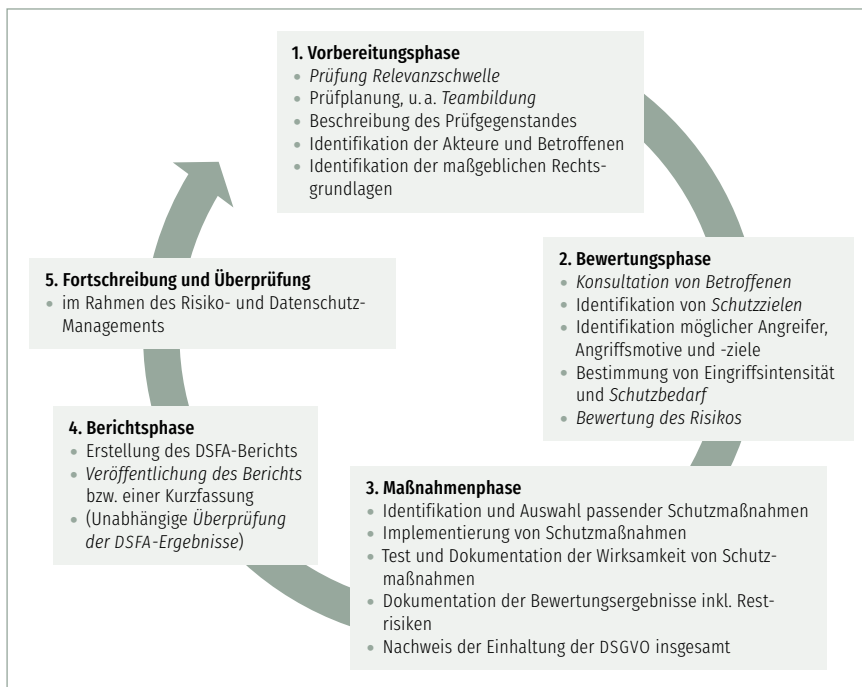 1. Vorbereitungsphase
• Prüfung Relevanzschwelle
• Prüfplanung, u. a. Teambildung
• Beschreibung des Prüfgegenstandes
• Identifikation der Akteure und Betroffenen
• Identifikation der maßgeblichen Rechts-
grundlagen
2. Bewertungsphase
• Konsultation von Betroffenen
• Identifikation von Schutzzielen
• Identifikation möglicher Angreifer,
Angriffsmotive und -ziele
• Bestimmung von Eingriffsintensität
und Schutzbedarf
• Bewertung des Risikos
3. Maßnahmenphase
• Identifikation und Auswahl passender Schutzmaßnahmen
• Implementierung von Schutzmaßnahmen
• Test und Dokumentation der Wirksamkeit von Schutz-
maßnahmen
• Dokumentation der Bewertungsergebnisse inkl. Rest-
risiken
• Nachweis der Einhaltung der DSGVO insgesamt
4. Berichtsphase
• Erstellung des DSFA-Berichts
• Veröffentlichung des Berichts
bzw. einer Kurzfassung
• (Unabhängige Überprüfung
der DSFA-Ergebnisse)
5. Fortschreibung und Überprüfung
• im Rahmen des Risiko- und Datenschutz-
Managements